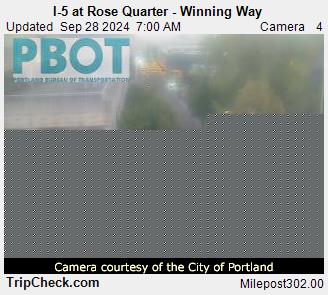 I-5 at Rose Quarter - Winning Way
Updated Sep 28 2024 7:00 AM Camera 4
PBOT
PORTLAND BUREAU OF TRANSPORTATION
Camera courtesy of the City of Portland
TripCheck.com Milepost302.00